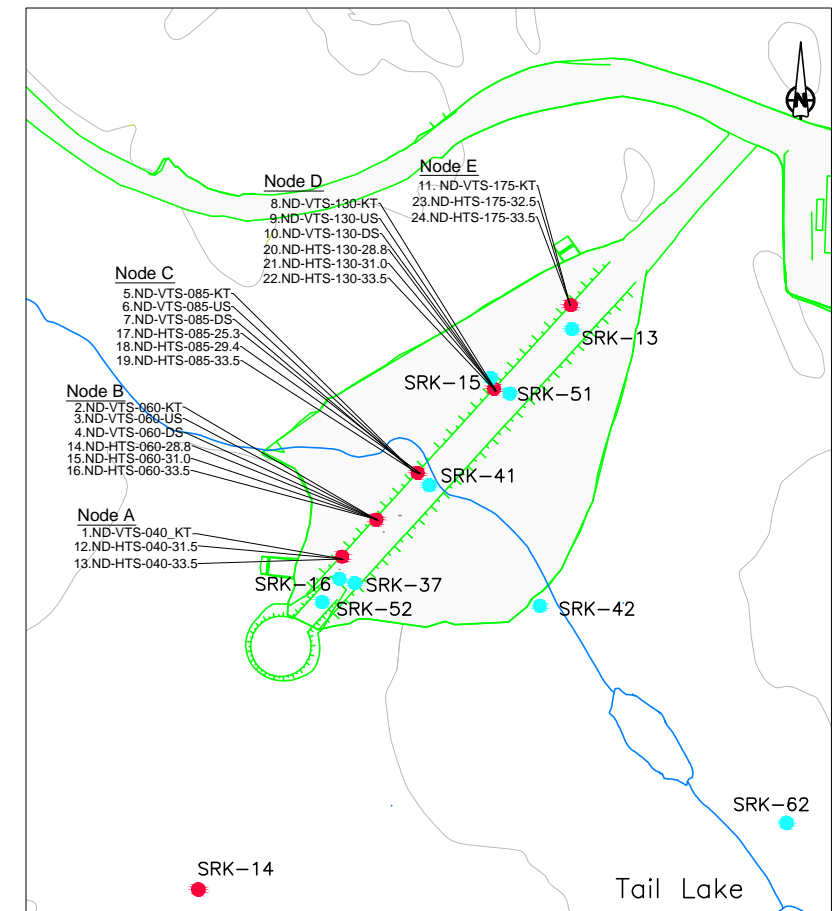 N
Node E
11. ND-VTS-175-KT
23.ND-HTS-175-32.5
24.ND-HTS-175-33.5
Node D
8.ND-VTS-130-KT
9.ND-VTS-130-US
10.ND-VTS-130-DS
20.ND-HTS-130-28.8
21.ND-HTS-130-31.0
22.ND-HTS-130-33.5
Node C
5.ND-VTS-085-KT
6.ND-VTS-085-US
7.ND-VTS-085-DS
17.ND-HTS-085-25.3
18.ND-HTS-085-29.4
19.ND-HTS-085-33.5
Node B
2.ND-VTS-060-KT
3.ND-VTS-060-US
4.ND-VTS-060-DS
14.ND-HTS-060-28.8
15.ND-HTS-060-31.0
16.ND-HTS-060-33.5
Node A
1.ND-VTS-040_KT
12.ND-HTS-040-31.5
13.ND-HTS-040-33.5
SRK-13
SRK-15
SRK-51
SRK-41
SRK-16
SRK-37
SRK-52
SRK-42
SRK-62
SRK-14
Tail Lake